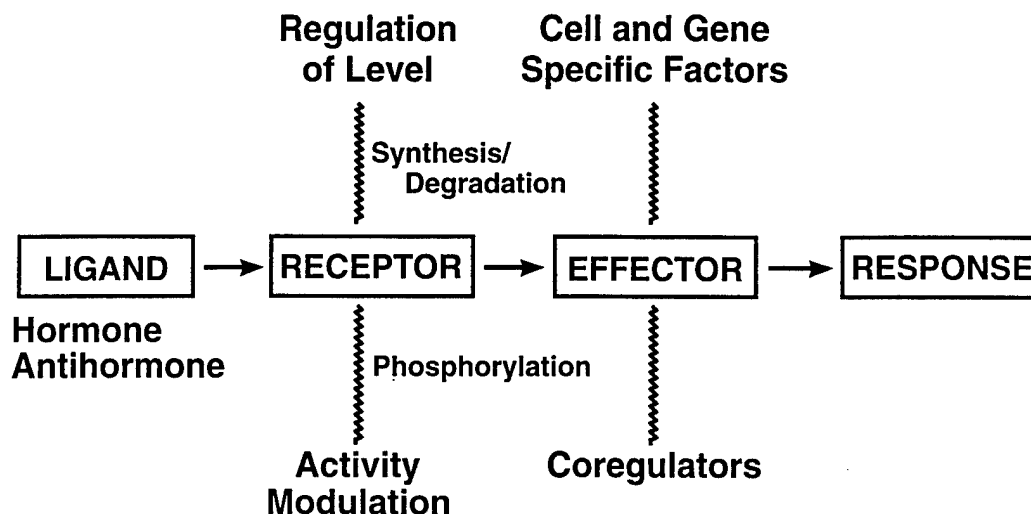 Regulation
of Level
Cell and Gene
Specific Factors
Synthesis/
Degradation
LIGAND
RECEPTOR
EFFECTOR
RESPONSE
Hormone
Antihormone
Phosphorylation
Activity
Modulation
Coregulators